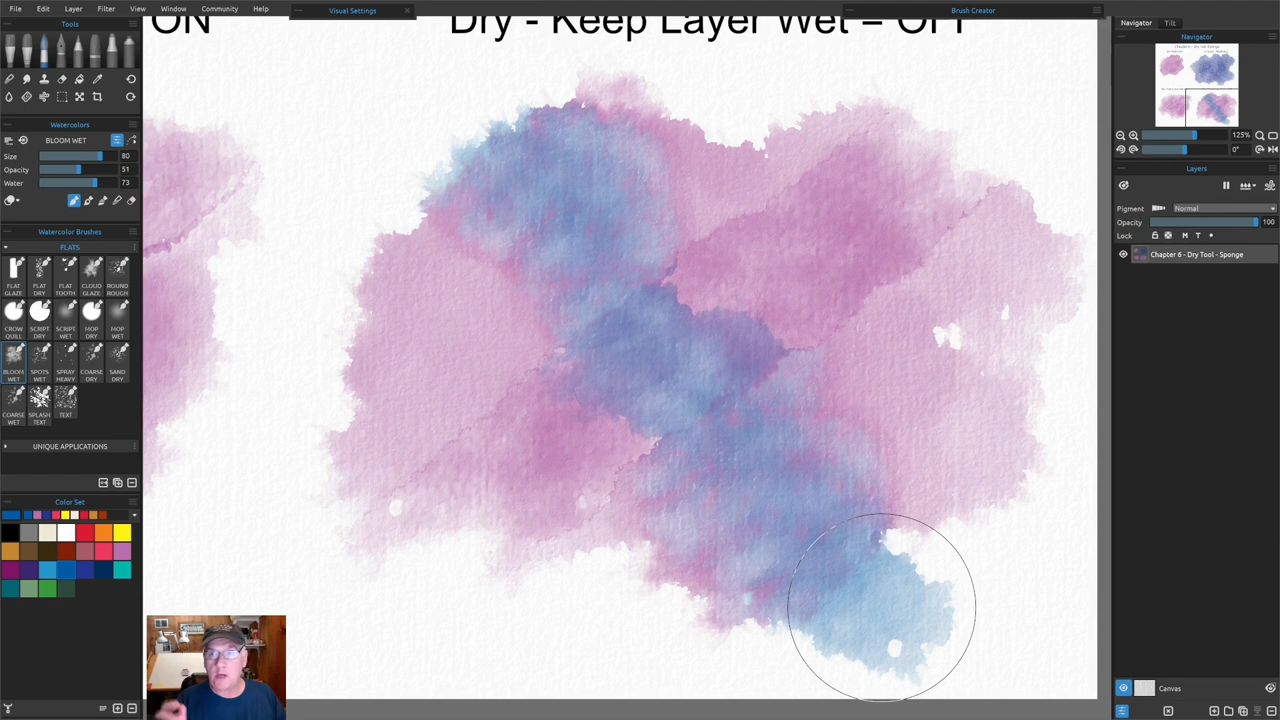 File Edit Layer Filter View Window Community Help
Visual Settings
Brush Creator
Navigator Tilt
Tools
ON Dry - Keep Layer Wet = OFF
Navigator
Watercolors
BLOOM WET
Size 80
Opacity 51
Water 73
125%
0°
Layers
Pigment Normal
Opacity 100
Lock M T
Chapter 6 - Dry Tool - Sponge
Watercolor Brushes
FLATS
FLAT GLAZE
FLAT DRY
FLAT TOOTH
CLOUD GLAZE
ROUND ROUGH
CROW QUILL
SCRIPT DRY
SCRIPT WET
MOP DRY
MOP WET
BLOOM WET
SPOTS WET
SPRAY HEAVY
COARSE DRY
SAND DRY
COARSE WET
SPLASH TEXT
TEXT
UNIQUE APPLICATIONS
Color Set
Canvas